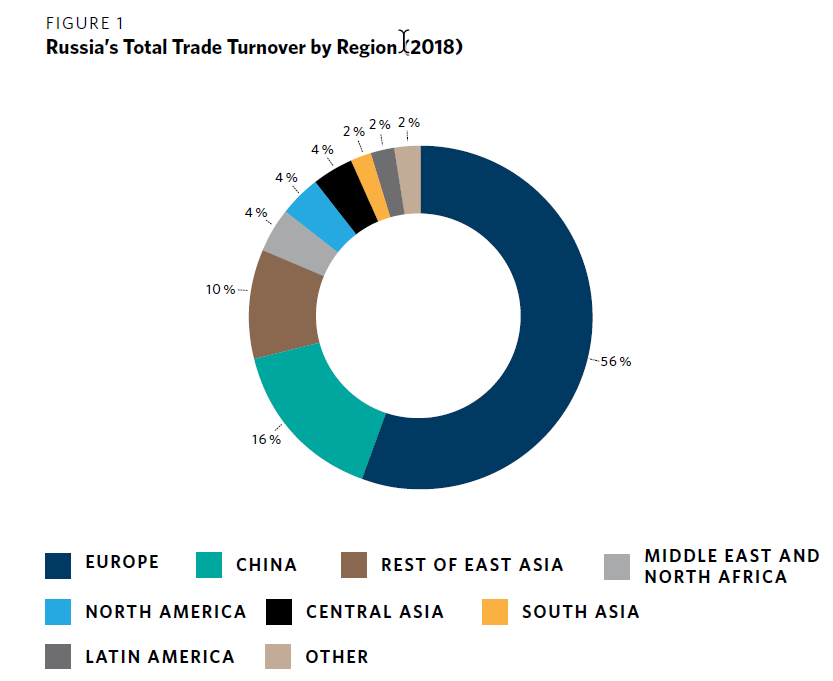 FIGURE 1
Russia's Total Trade Turnover by Region (2018)
2%
2%
2%
4%
4%
4%
10%
56%
16%
EUROPE
CHINA
REST OF EAST ASIA
MIDDLE EAST AND
NORTH AFRICA
NORTH AMERICA
CENTRAL ASIA
SOUTH ASIA
LATIN AMERICA
OTHER